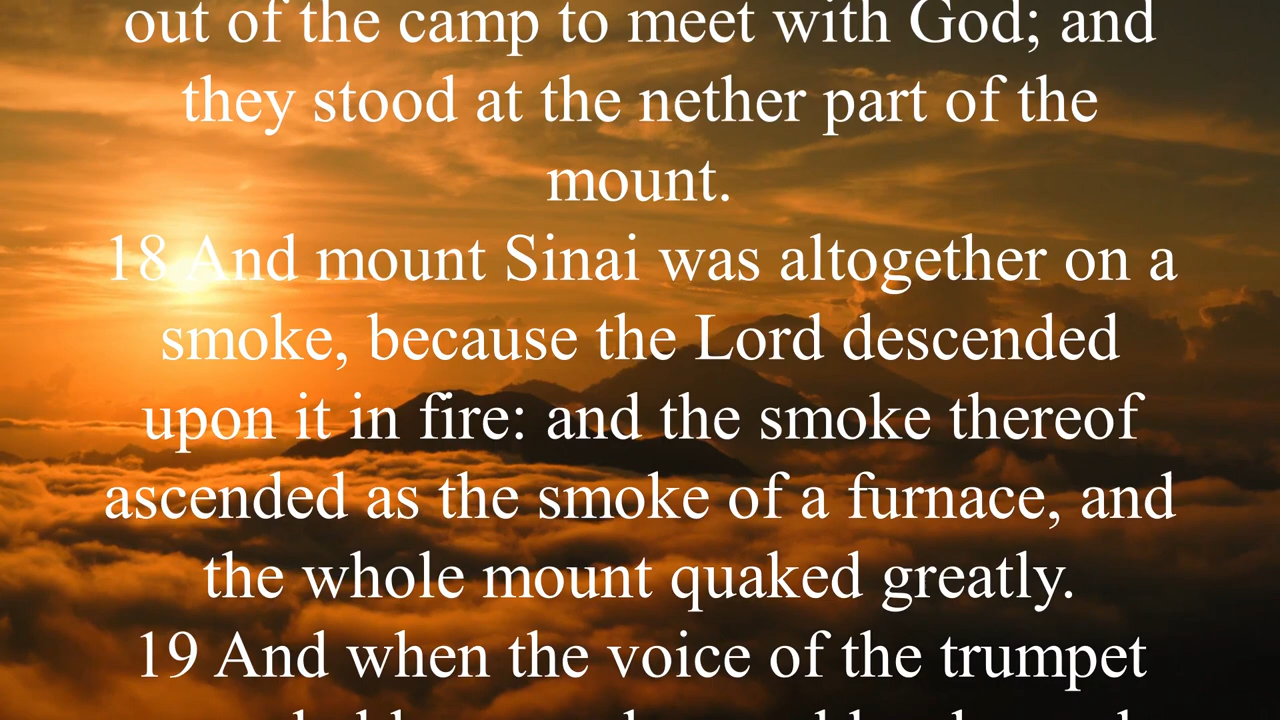 out of the camp to meet with God; and
they stood at the nether part of the
mount.
18 And mount Sinai was altogether on a
smoke, because the Lord descended
upon it in fire: and the smoke thereof
ascended as the smoke of a furnace, and
the whole mount quaked greatly.
19 And when the voice of the trumpet